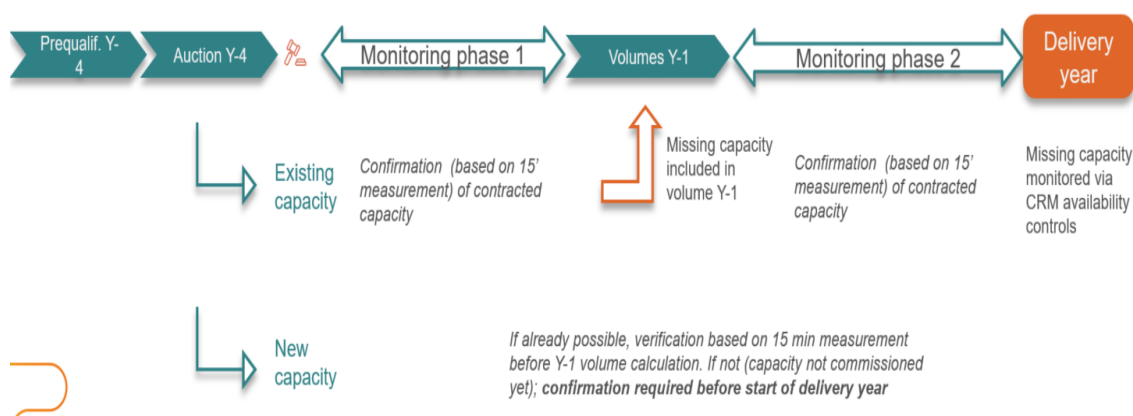 Prequalif. Y-
4
Auction Y-4
Monitoring phase 1
Volumes Y-1
Monitoring phase 2
Delivery
year
Existing
capacity
Confirmation (based on 15’
measurement) of contracted
capacity
Missing capacity
included in
volume Y-1
Confirmation (based on 15’
measurement) of contracted
capacity
Missing capacity
monitored via
CRM availability
controls
New
capacity
If already possible, verification based on 15 min measurement
before Y-1 volume calculation. If not (capacity not commissioned
yet); confirmation required before start of delivery year